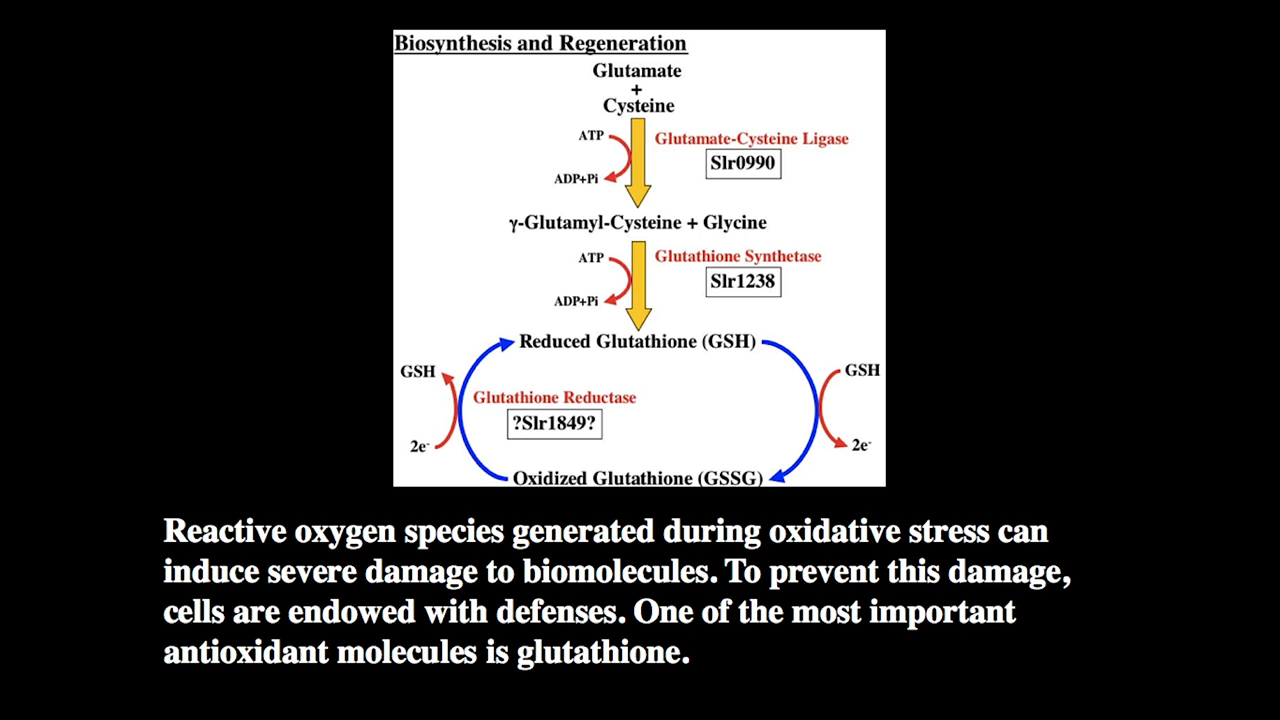 Biosynthesis and Regeneration
Glutamate
+
Cysteine
ATP
Glutamate-Cysteine Ligase
Slr0990
ADP+Pi
γ-Glutamyl-Cysteine + Glycine
ATP
Glutathione Synthetase
Slr1238
ADP+Pi
Reduced Glutathione (GSH)
GSH
GSH
Glutathione Reductase
?Slr1849?
2e-
2e-
Oxidized Glutathione (GSSG)
Reactive oxygen species generated during oxidative stress can
induce severe damage to biomolecules. To prevent this damage,
cells are endowed with defenses. One of the most important
antioxidant molecules is glutathione.